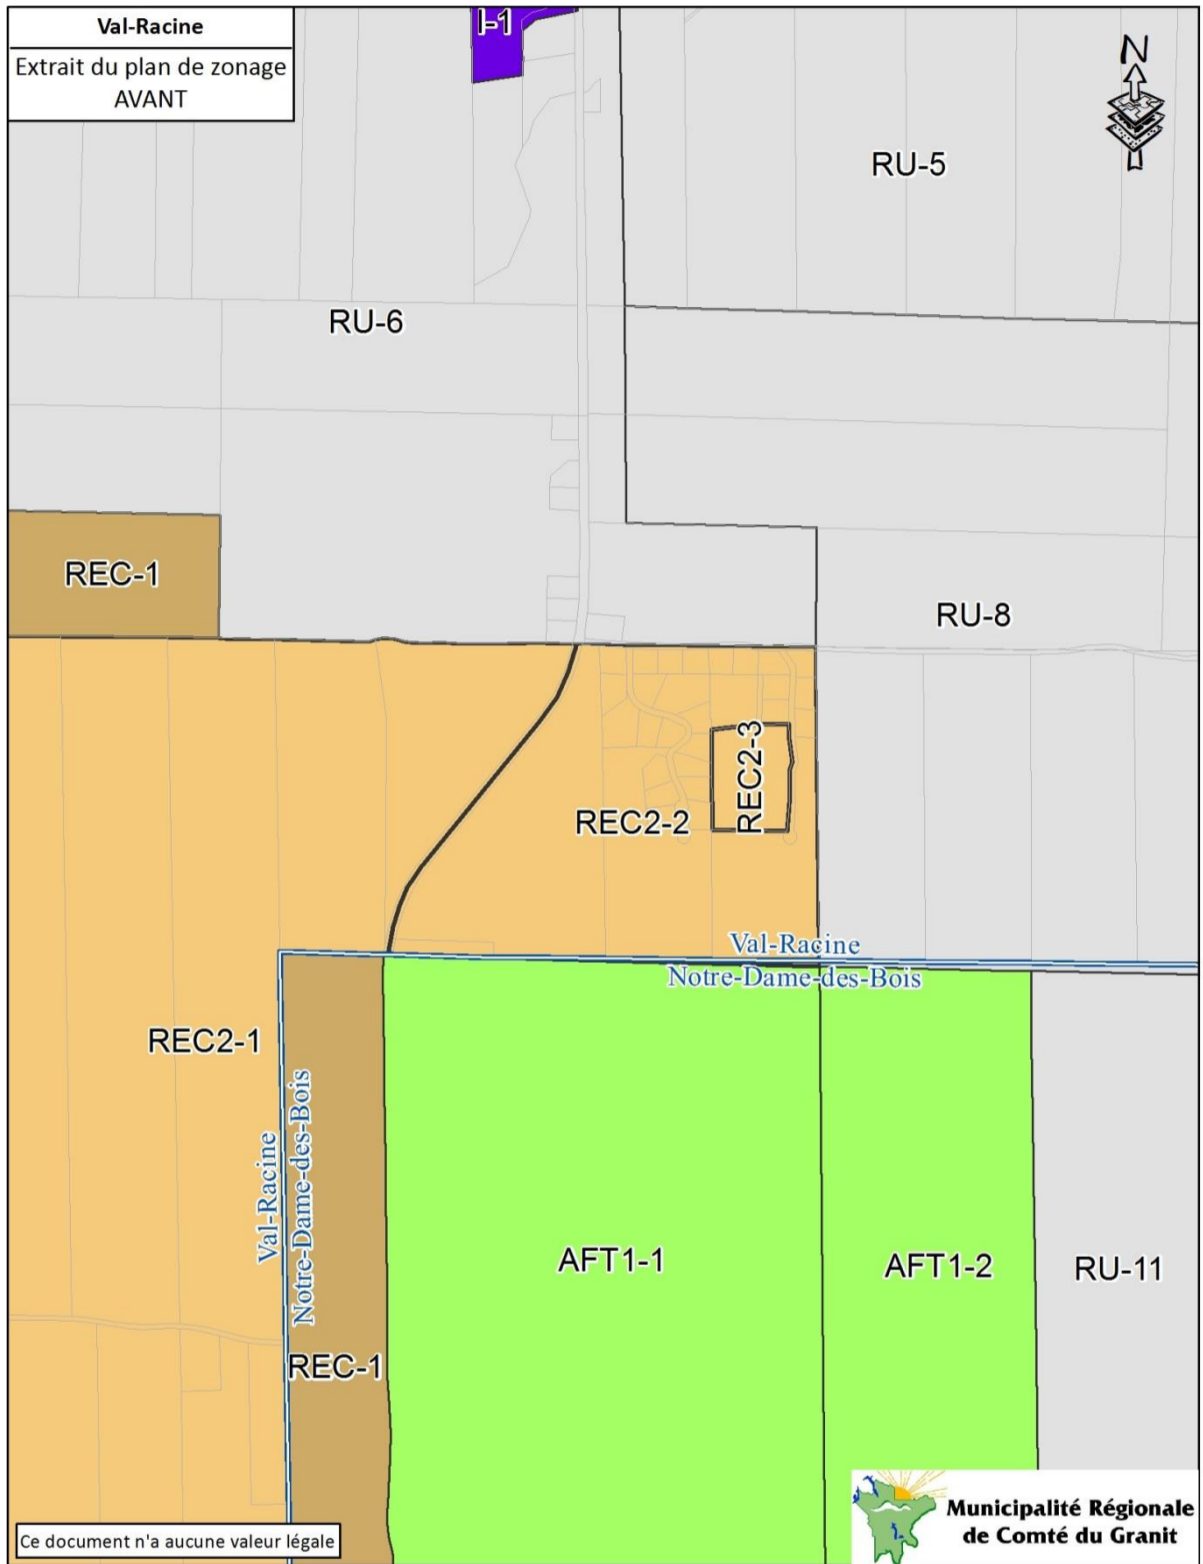 Val-Racine
Extrait du plan de zonage
AVANT
I-1
N
RU-5
RU-6
REC-1
RU-8
REC2-3
REC2-2
Val-Racine
Notre-Dame-des-Bois
REC2-1
Val-Racine
Notre-Dame-des-Bois
AFT1-1
AFT1-2
RU-11
REC-1
Ce document n'a aucune valeur légale
Municipalité Régionale
de Comté du Granit